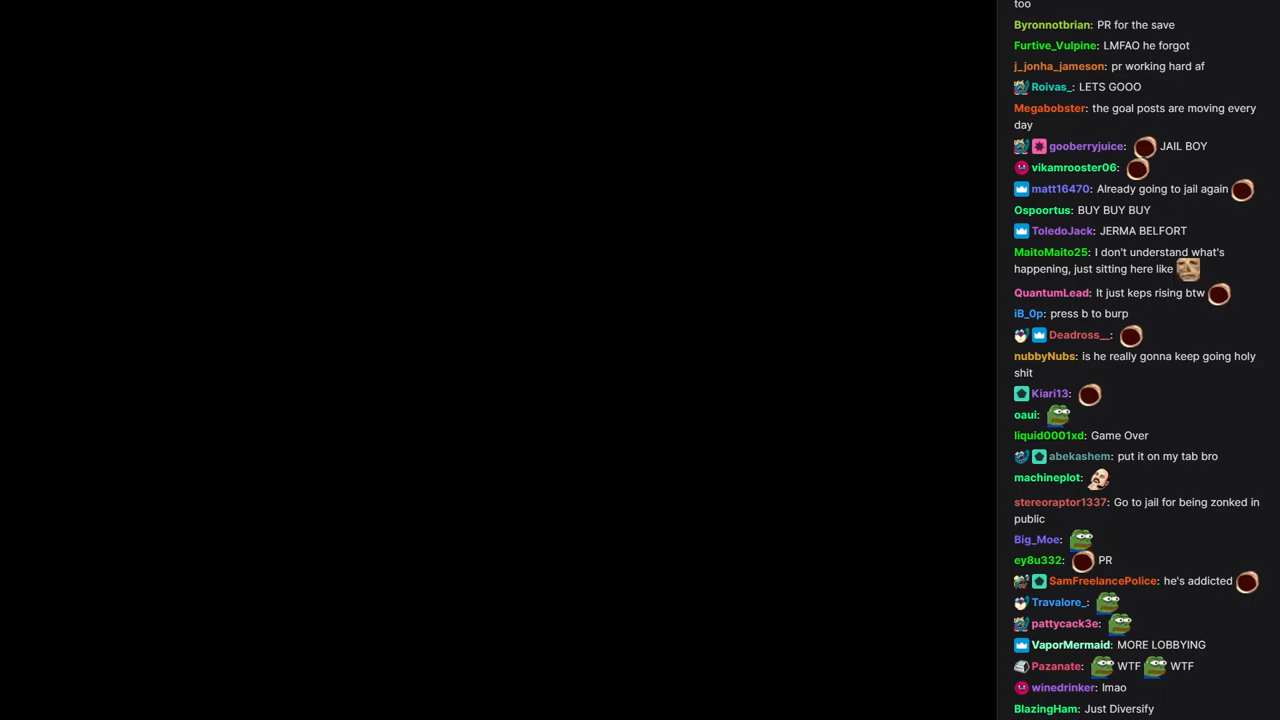 too
Byronnotbrian: PR for the save
Furtive_Vulpine: LMFAO he forgot
j_jonha_jameson: pr working hard af
Roivas_: LETS GOOO
Megabobster: the goal posts are moving every
day
gooberryjuice: JAIL BOY
vikamrooster06:
matt16470: Already going to jail again
Ospoortus: BUY BUY BUY
ToledoJack: JERMA BELFORT
MaitoMaito25: I don't understand what's
happening, just sitting here like
QuantumLead: It just keps rising btw
iB_0p: press b to burp
Deadross__:
nubbyNubs: is he really gonna keep going holy
shit
Kiari13:
oaui:
liquid0001xd: Game Over
abekashem: put it on my tab bro
machineplot:
stereoraptor1337: Go to jail for being zonked in
public
Big_Moe:
ey8u332: PR
SamFreelancePolice: he's addicted
Travalore_:
pattycack3e:
VaporMermaid: MORE LOBBYING
Pazanate: WTF WTF
winedrinker: lmao
BlazingHam: Just Diversify